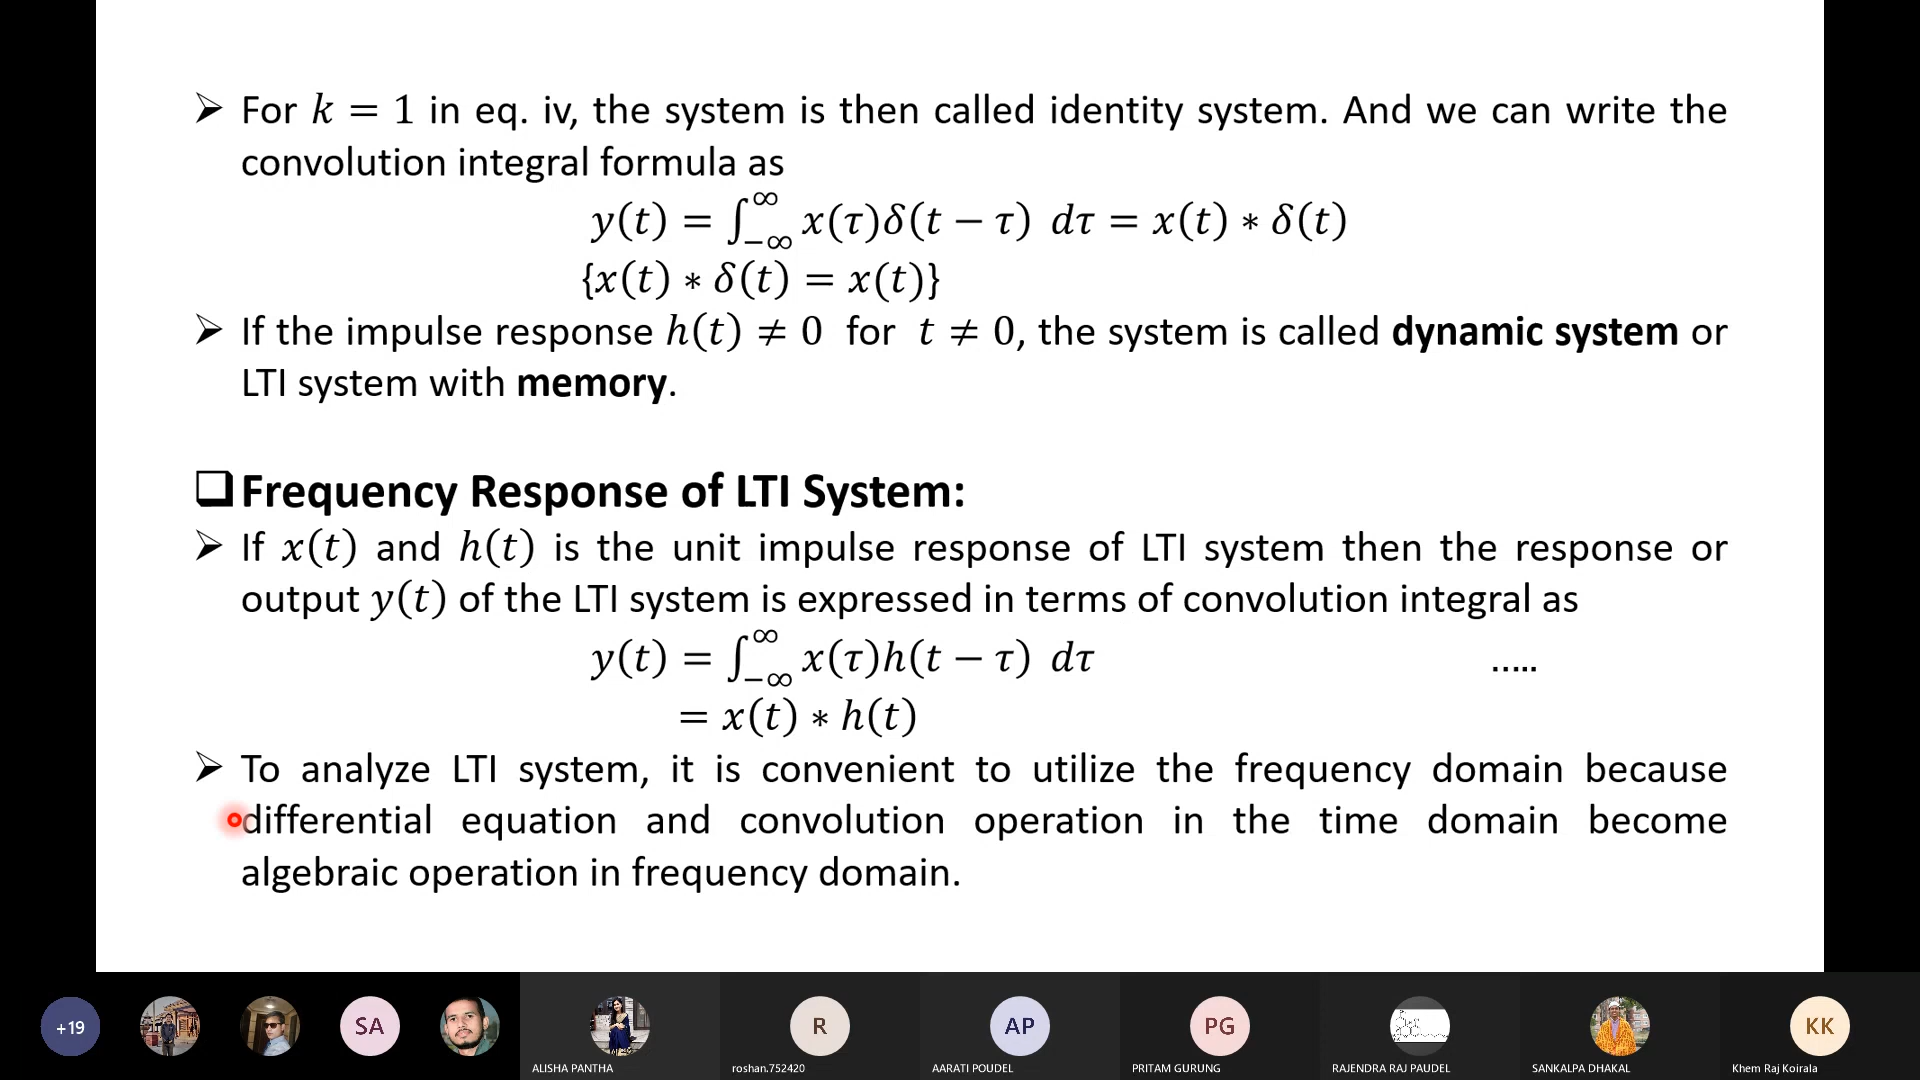 ➢ For k = 1 in eq. iv, the system is then called identity system. And we can write the
convolution integral formula as
y(t) = ∫_{−∞}^{∞} x(τ)δ(t − τ) dτ = x(t) ∗ δ(t)
{x(t) ∗ δ(t) = x(t)}
➢ If the impulse response h(t) ≠ 0 for t ≠ 0, the system is called dynamic system or
LTI system with memory.
❑Frequency Response of LTI System:
➢ If x(t) and h(t) is the unit impulse response of LTI system then the response or
output y(t) of the LTI system is expressed in terms of convolution integral as
y(t) = ∫_{−∞}^{∞} x(τ)h(t − τ) dτ …..
= x(t) ∗ h(t)
➢ To analyze LTI system, it is convenient to utilize the frequency domain because
differential equation and convolution operation in the time domain become
algebraic operation in frequency domain.
+19
SA
R
AP
PG
KK
ALISHA PANTHA
roshan.752420
AARATI POUDEL
PRITAM GURUNG
RAJENDRA RAJ PAUDEL
SANKALPA DHAKAL
Khem Raj Koirala